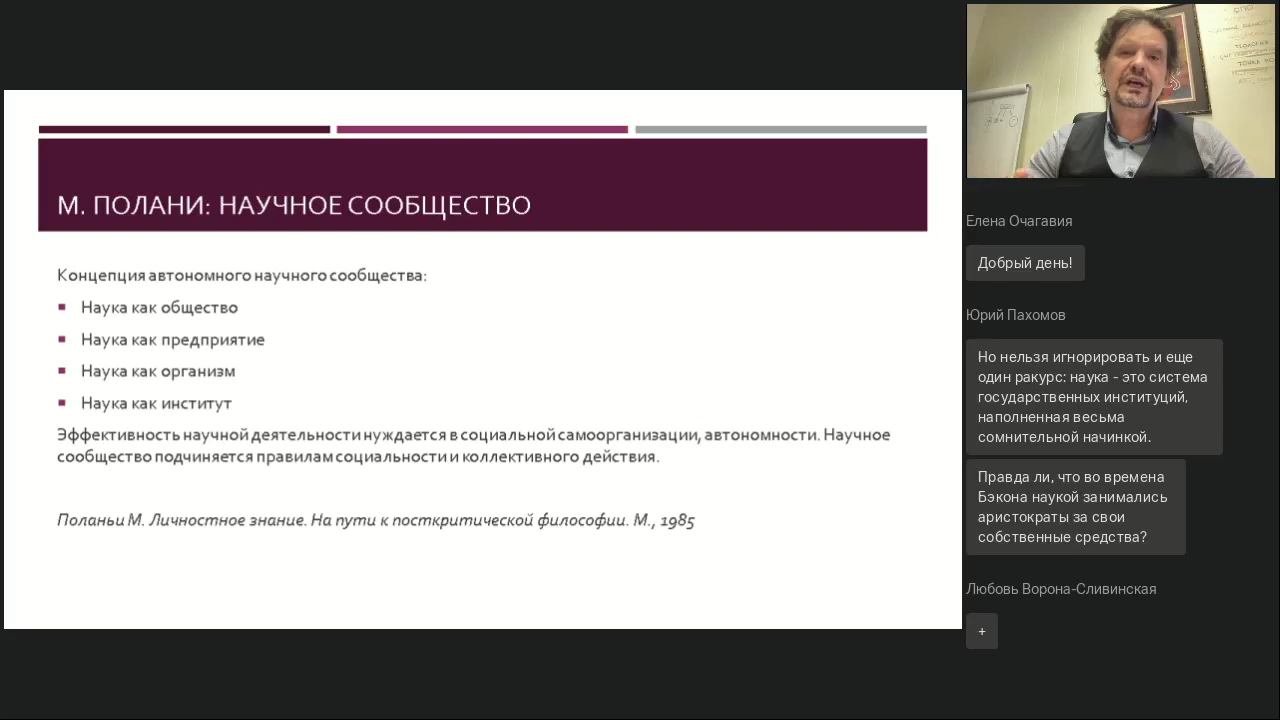 М. ПОЛАНИ: НАУЧНОЕ СООБЩЕСТВО
Концепция автономного научного сообщества:
Наука как общество
Наука как предприятие
Наука как организм
Наука как институт
Эффективность научной деятельности нуждается в социальной самоорганизации, автономности. Научное
сообщество подчиняется правилам социальности и коллективного действия.
Поланьи М. Личностное знание. На пути к посткритической философии. М., 1985
Елена Очагавия
Добрый день!
Юрий Пахомов
Но нельзя игнорировать и еще
один ракурс: наука - это система
государственных институций,
наполненная весьма
сомнительной начинкой.
Правда ли, что во времена
Бэкона наукой занимались
аристократы за свои
собственные средства?
Любовь Ворона-Сливинская
+